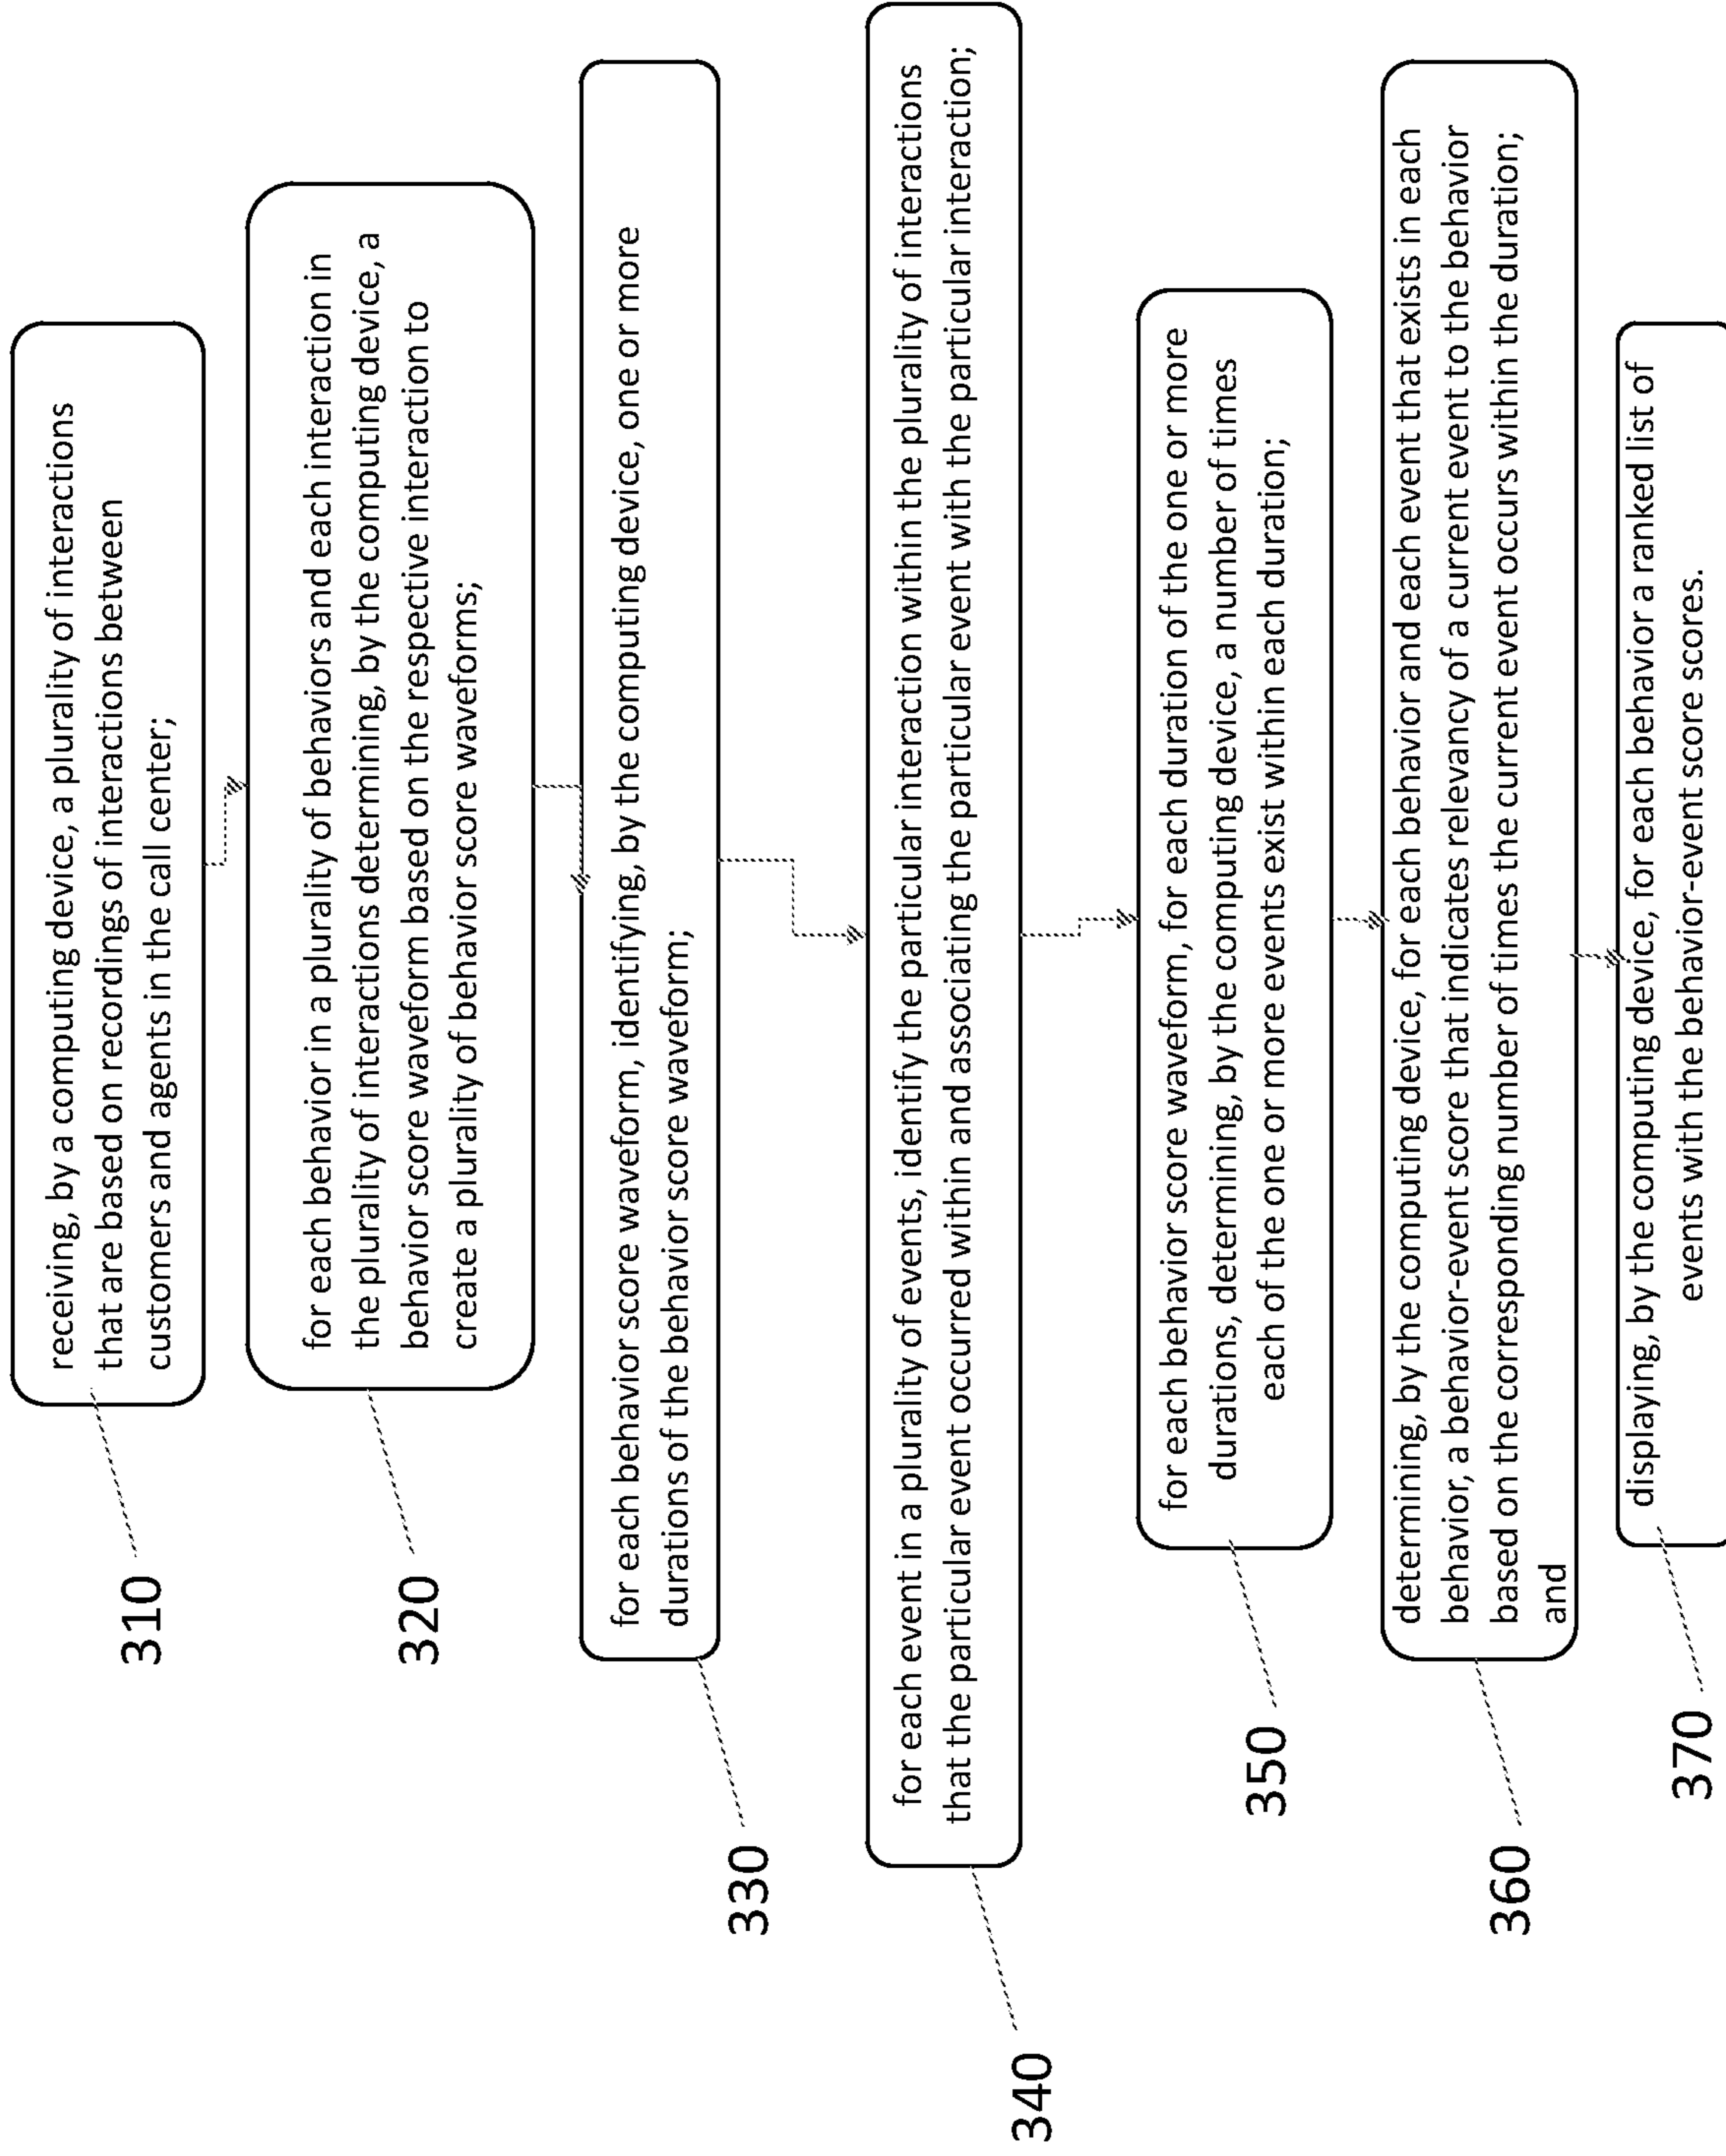 receiving, by a computing device, a plurality of interactions
that are based on recordings of interactions between
customers and agents in the call center;
310
for each behavior in a plurality of behaviors and each interaction in
the plurality of interactions determining, by the computing device, a
behavior score waveform based on the respective interaction to
create a plurality of behavior score waveforms;
320
for each behavior score waveform, identifying, by the computing device, one or more
durations of the behavior score waveform;
330
for each event in a plurality of events, identify the particular interaction within the plurality of interactions
that the particular event occurred within and associating the particular event with the particular interaction;
340
for each behavior score waveform, for each duration of the one or more
durations, determining, by the computing device, a number of times
each of the one or more events exist within each duration;
350
determining, by the computing device, for each behavior and each event that exists in each
behavior, a behavior-event score that indicates relevancy of a current event to the behavior
based on the corresponding number of times the current event occurs within the duration;
and
360
displaying, by the computing device, for each behavior a ranked list of
events with the behavior-event score scores.
370